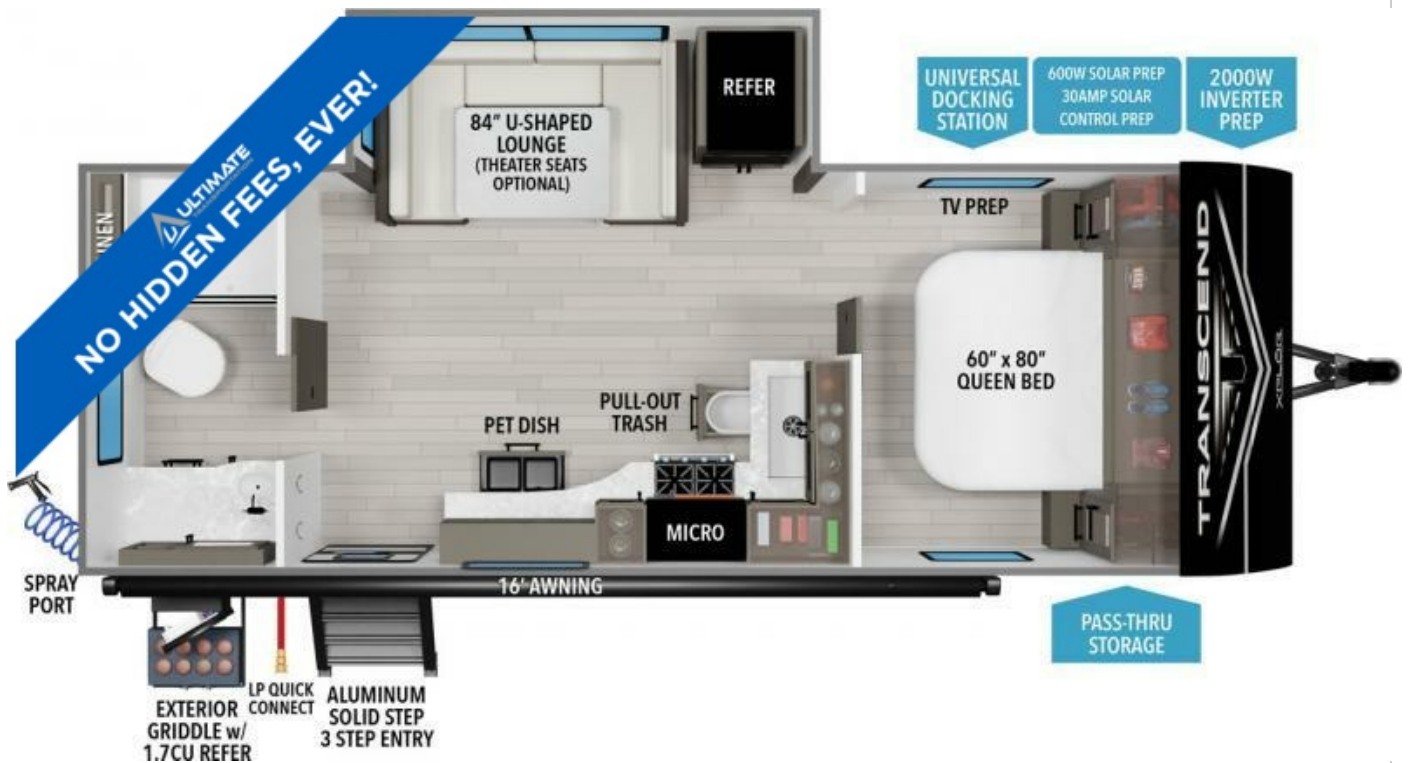 NO HIDDEN FEES, EVER!
ULTIMATE
TRANSPORTATION
84" U-SHAPED
LOUNGE
(THEATER SEATS
OPTIONAL)
REFER
UNIVERSAL
DOCKING
STATION
600W SOLAR PREP
30AMP SOLAR
CONTROL PREP
2000W
INVERTER
PREP
TV PREP
60" x 80"
QUEEN BED
TRANSCEND
XPLOR
PULL-OUT
TRASH
PET DISH
MICRO
16' AWNING
SPRAY
PORT
EXTERIOR
GRIDDLE w/
1.7CU REFER
LP QUICK
CONNECT
ALUMINUM
SOLID STEP
3 STEP ENTRY
PASS-THRU
STORAGE